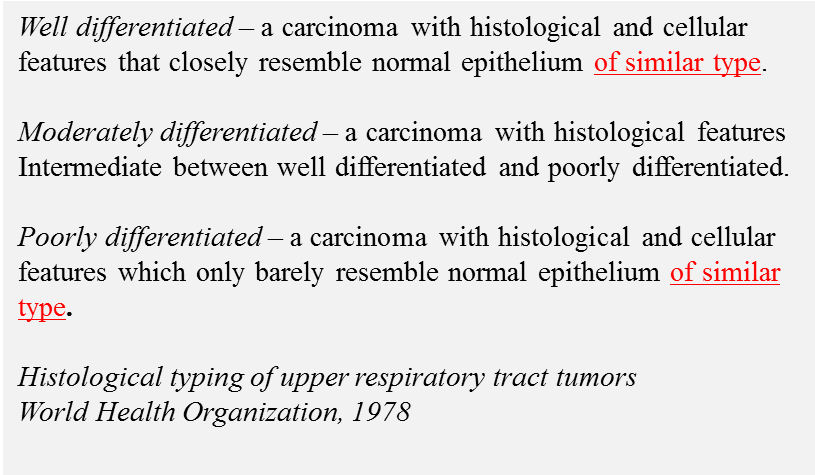 Well differentiated – a carcinoma with histological and cellular
features that closely resemble normal epithelium of similar type.
Moderately differentiated – a carcinoma with histological features
Intermediate between well differentiated and poorly differentiated.
Poorly differentiated – a carcinoma with histological and cellular
features which only barely resemble normal epithelium of similar
type.
Histological typing of upper respiratory tract tumors
World Health Organization, 1978